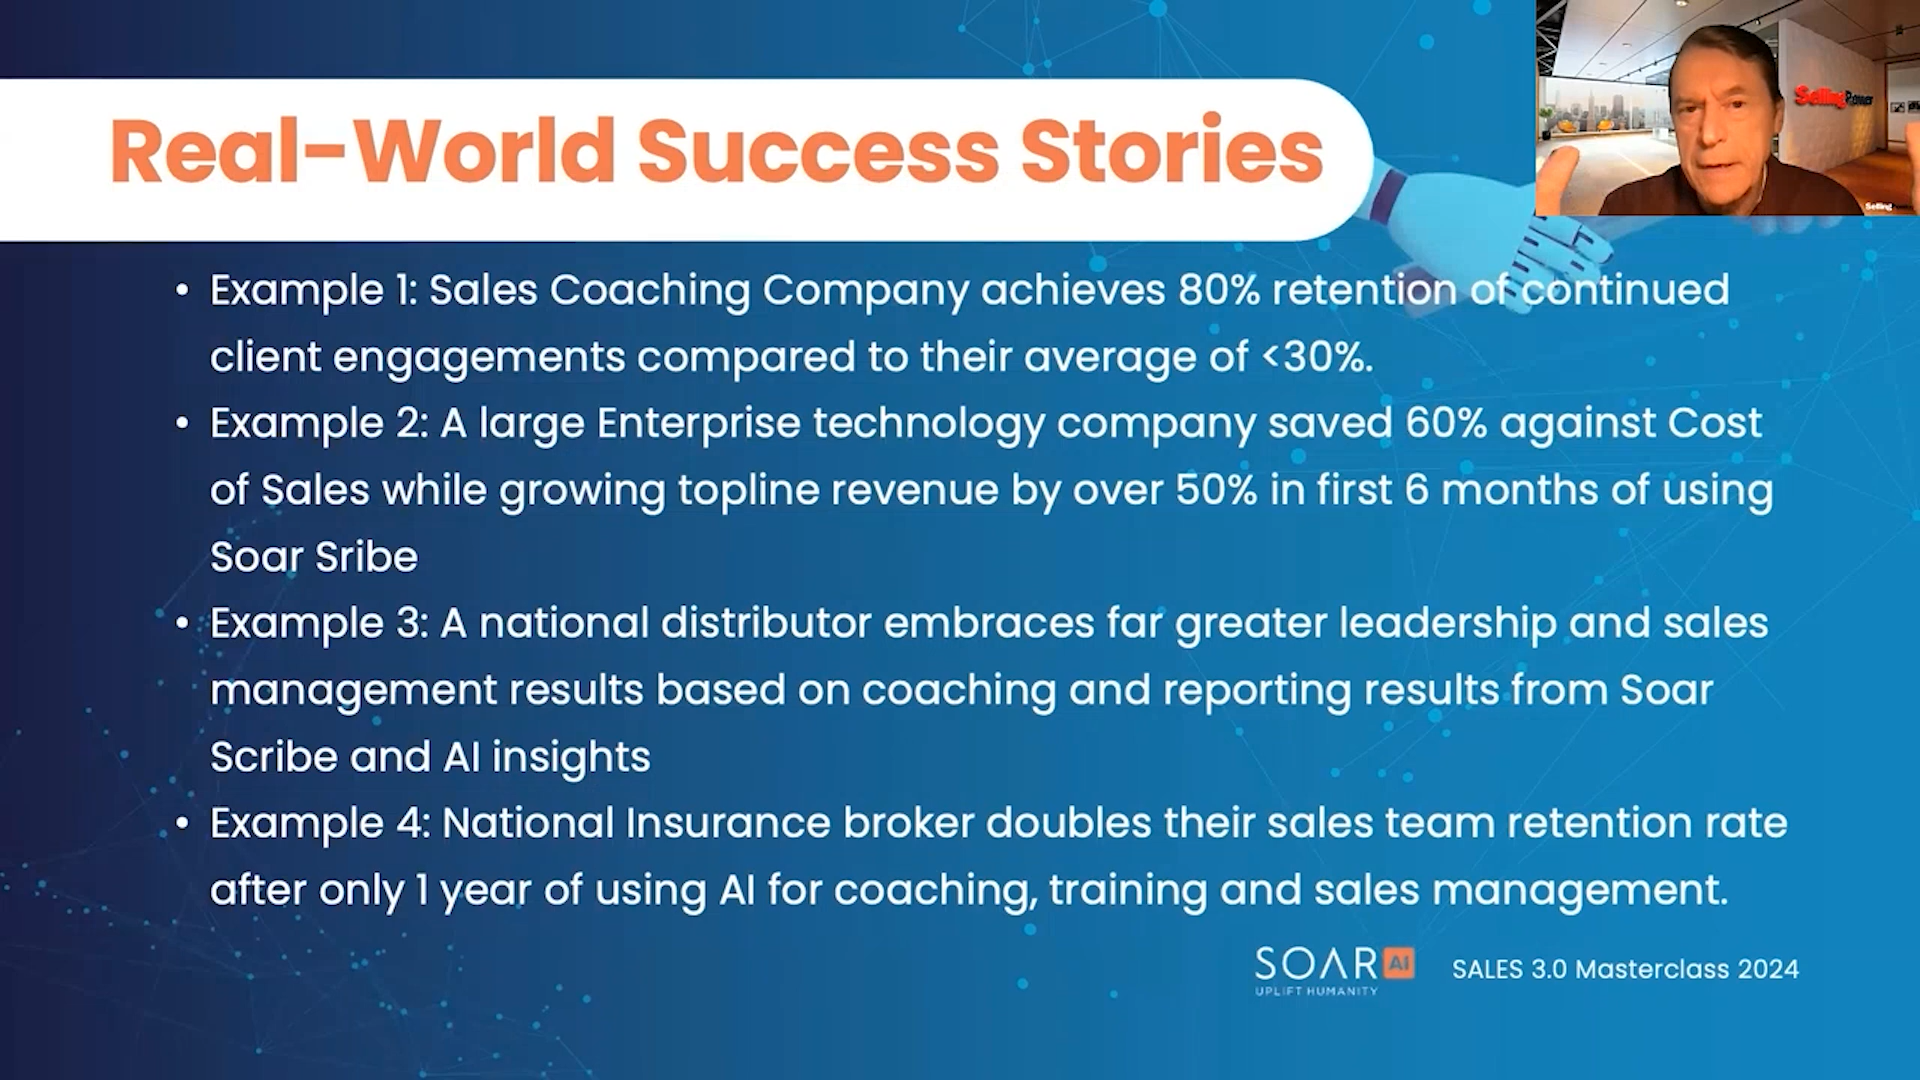 Real-World Success Stories
SellingPower
Selling
• Example 1: Sales Coaching Company achieves 80% retention of continued
client engagements compared to their average of <30%.
• Example 2: A large Enterprise technology company saved 60% against Cost
of Sales while growing topline revenue by over 50% in first 6 months of using
Soar Sribe
• Example 3: A national distributor embraces far greater leadership and sales
management results based on coaching and reporting results from Soar
Scribe and AI insights
• Example 4: National Insurance broker doubles their sales team retention rate
after only 1 year of using AI for coaching, training and sales management.
SOAR AI
UPLIFT HUMANITY
SALES 3.0 Masterclass 2024